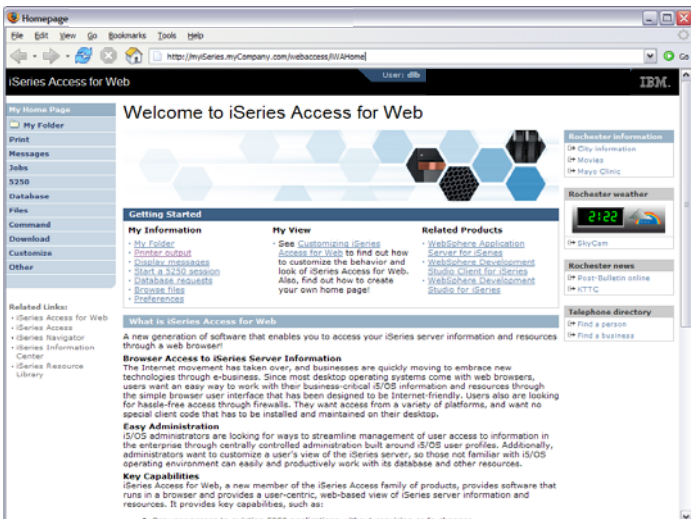 Homepage
File Edit View Go Bookmarks Tools Help
http://myiSeries.myCompany.com/webaccess/iWAHome
Go
iSeries Access for Web
User: dlb
IBM.
My Home Page
My Folder
Print
Messages
Jobs
5250
Database
Files
Command
Download
Customize
Other
Related Links:
· iSeries Access for Web
· iSeries Access
· iSeries Navigator
· iSeries Information
Center
· iSeries Resource
Library
Welcome to iSeries Access for Web
Getting Started
My Information
· My Folder
· Printer output
· Display messages
· Start a 5250 session
· Database requests
· Browse files
· Preferences
My View
· See Customizing iSeries
Access for Web to find out how
to customize the behavior and
look of iSeries Access for Web.
Also, find out how to create
your own home page!
Related Products
· WebSphere Application
Server for iSeries
· WebSphere Development
Studio Client for iSeries
· WebSphere Development
Studio for iSeries
What is iSeries Access for Web
A new generation of software that enables you to access your iSeries server information and resources
through a web browser!
Browser Access to iSeries Server Information
The Internet movement has taken over, and businesses are quickly moving to embrace new
technologies through e-business. Since most desktop operating systems come with web browsers,
users want an easy way to work with their business-critical i5/OS information and resources through
the simple browser user interface that has been designed to be Internet-friendly. Users also are looking
for hassle-free access through firewalls. They want access from a variety of platforms, and want no
special client code that has to be installed and maintained on their desktop.
Easy Administration
i5/OS administrators are looking for ways to streamline management of user access to information in
the enterprise through centrally controlled administration built around i5/OS user profiles. Additionally,
administrators want to customize a user's view of the iSeries server, so those not familiar with i5/OS
operating environment can easily and productively work with its database and other resources.
Key Capabilities
iSeries Access for Web, a new member of the iSeries Access family of products, provides software that
runs in a browser and provides a user-centric, web-based view of iSeries server information and
resources. It provides key capabilities, such as:
Rochester information
City information
Movies
Mayo Clinic
Rochester weather
2:22
SkyCam
Rochester news
Post-Bulletin online
KTTC
Telephone directory
Find a person
Find a business